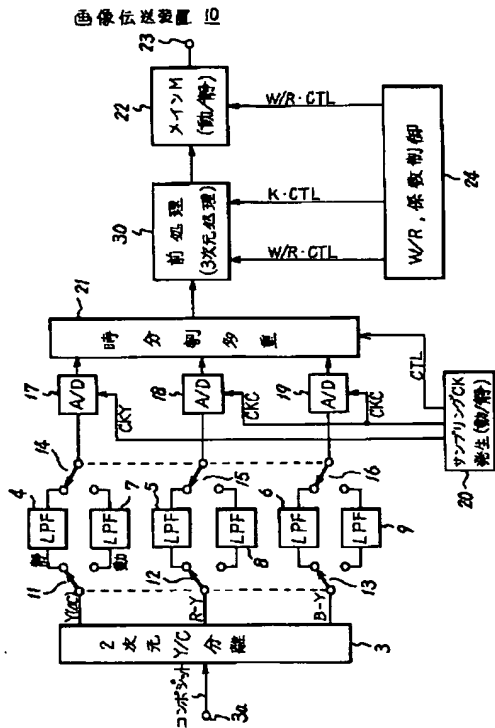 画像伝送装置 10
コンポジット
3a
2次元Y/C分離
3
Y(DC)
R-Y
B-Y
静
動
11
12
13
LPF
4
LPF
7
LPF
5
LPF
8
LPF
6
LPF
9
14
15
16
A/D
17
A/D
18
A/D
19
CKY
CKC
CKC
サンプリングCK
発生(動/静)
20
CTL
時分割多重
21
前処理
(3次元処理)
30
メインM
(動/静)
22
23
W/R·CTL
K·CTL
W/R·CTL
W/R,係数制御
24